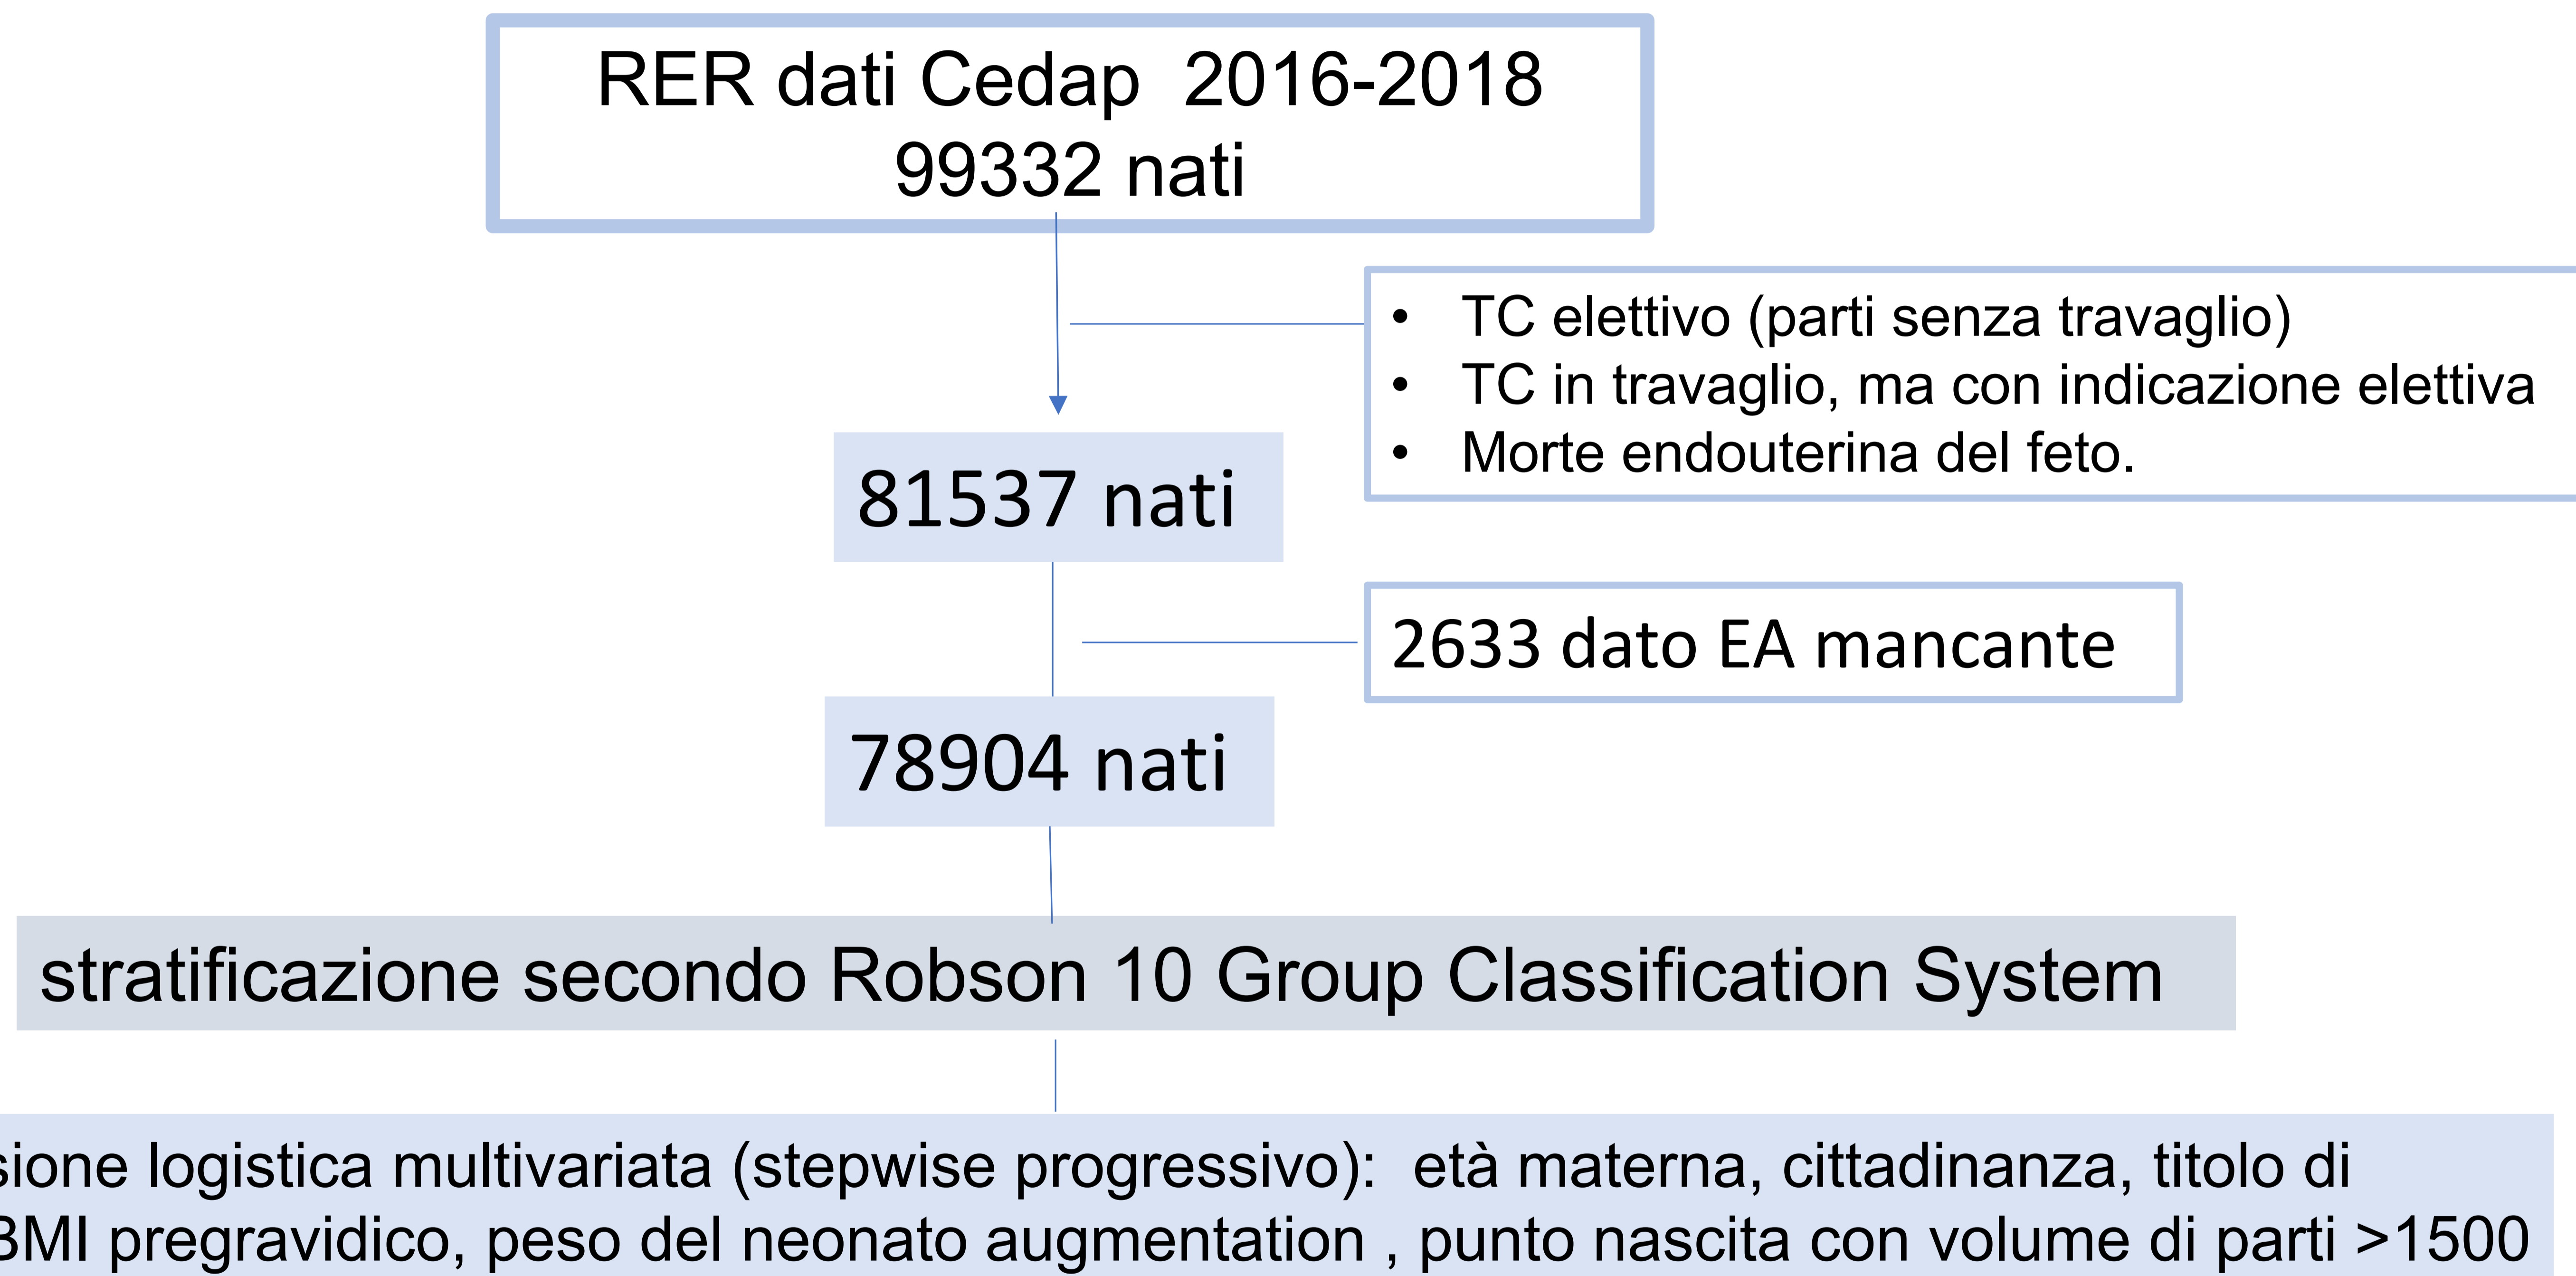 RER dati Cedap 2016-2018
99332 nati
• TC elettivo (parti senza travaglio)
• TC in travaglio, ma con indicazione elettiva
• Morte endouterina del feto.
81537 nati
2633 dato EA mancante
78904 nati
stratificazione secondo Robson 10 Group Classification System
sione logistica multivariata (stepwise progressivo): età materna, cittadinanza, titolo di
BMI pregravidico, peso del neonato augmentation , punto nascita con volume di parti >1500